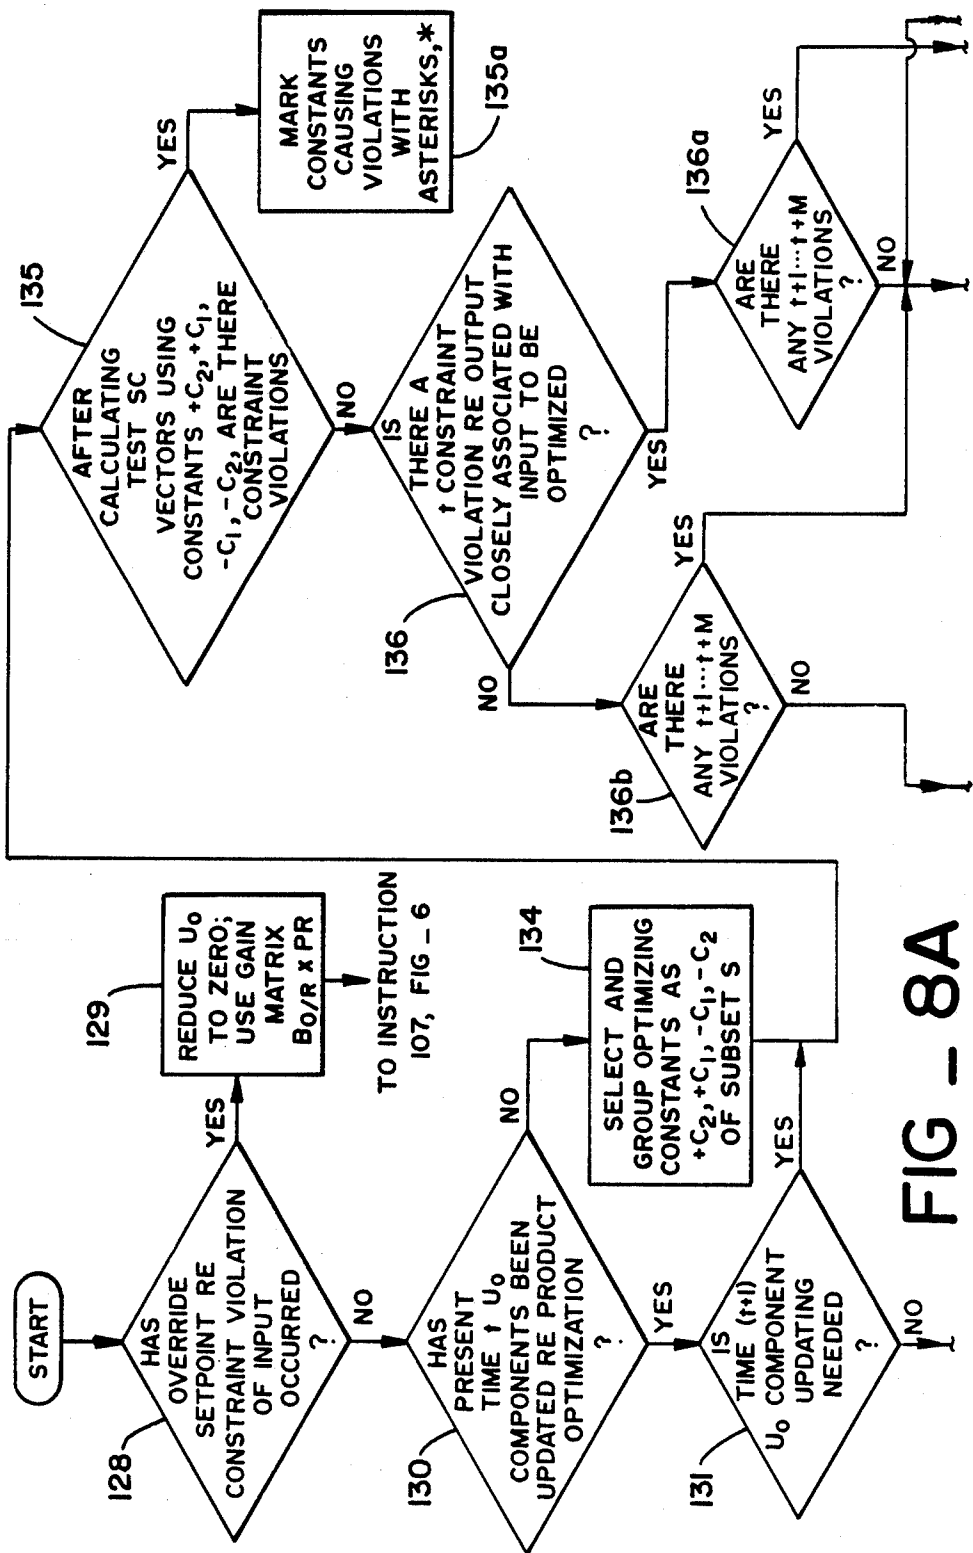 START
128
HAS
OVERRIDE
SETPOINT RE
CONSTRAINT VIOLATION
OF INPUT
OCCURRED
?
YES
NO
129
REDUCE U₀
TO ZERO;
USE GAIN
MATRIX
B₀/R X PR
TO INSTRUCTION
107, FIG – 6
130
HAS
PRESENT
TIME t U₀
COMPONENTS BEEN
UPDATED RE PRODUCT
OPTIMIZATION
?
NO
YES
134
SELECT AND
GROUP OPTIMIZING
CONSTANTS AS
+C₂,+C₁,-C₁,-C₂
OF SUBSET S
131
IS
TIME (t+1)
U₀ COMPONENT
UPDATING
NEEDED
?
YES
NO
135
AFTER
CALCULATING
TEST SC
VECTORS USING
CONSTANTS +C₂,+C₁,
-C₁,-C₂, ARE THERE
CONSTRAINT
VIOLATIONS
YES
NO
MARK
CONSTANTS
CAUSING
VIOLATIONS
WITH
ASTERISKS,*
135a
136
IS
THERE A
t CONSTRAINT
VIOLATION RE OUTPUT
CLOSELY ASSOCIATED WITH
INPUT TO BE
OPTIMIZED
?
NO
YES
136b
ARE
THERE
ANY t+1···t+M
VIOLATIONS
?
YES
NO
136a
ARE
THERE
ANY t+1···t+M
VIOLATIONS
?
YES
NO
FIG – 8A